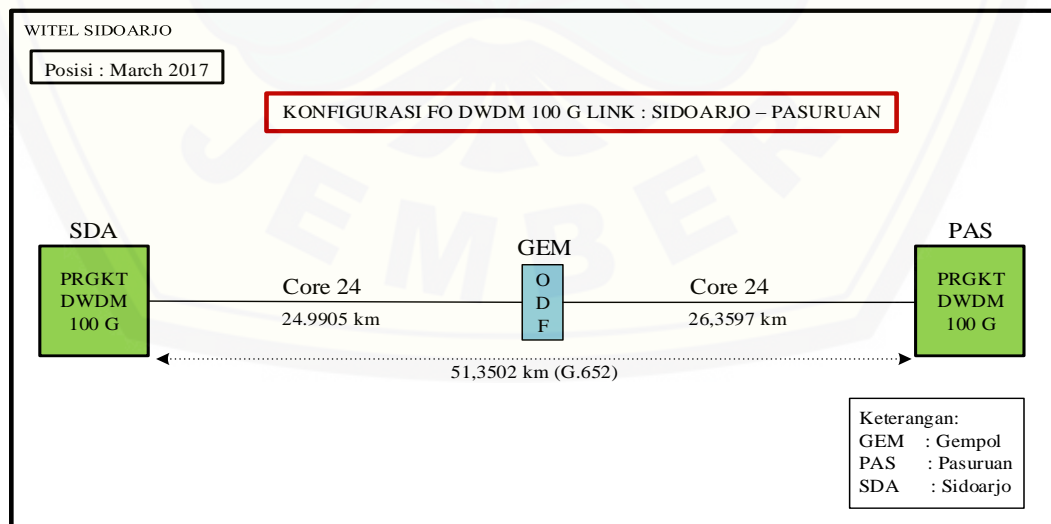 WITEL SIDOARJO
Posisi : March 2017
KONFIGURASI FO DWDM 100 G LINK : SIDOARJO – PASURUAN
JEMBER
SDA
GEM
PAS
PRGKT
DWDM
100 G
Core 24
24.9905 km
O
D
F
Core 24
26,3597 km
PRGKT
DWDM
100 G
51,3502 km (G.652)
Keterangan:
GEM : Gempol
PAS : Pasuruan
SDA : Sidoarjo